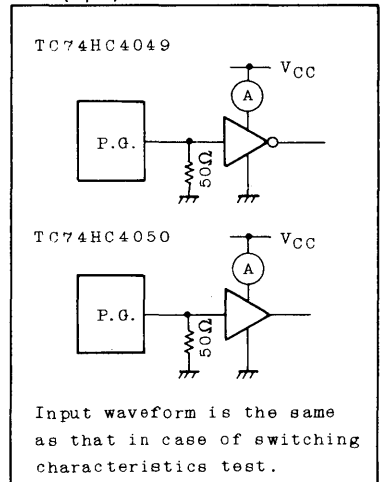 TC74HC4049
VCC
A
P.G.
50Ω
TC74HC4050
VCC
A
P.G.
50Ω
Input waveform is the same
as that in case of switching
characteristics test.